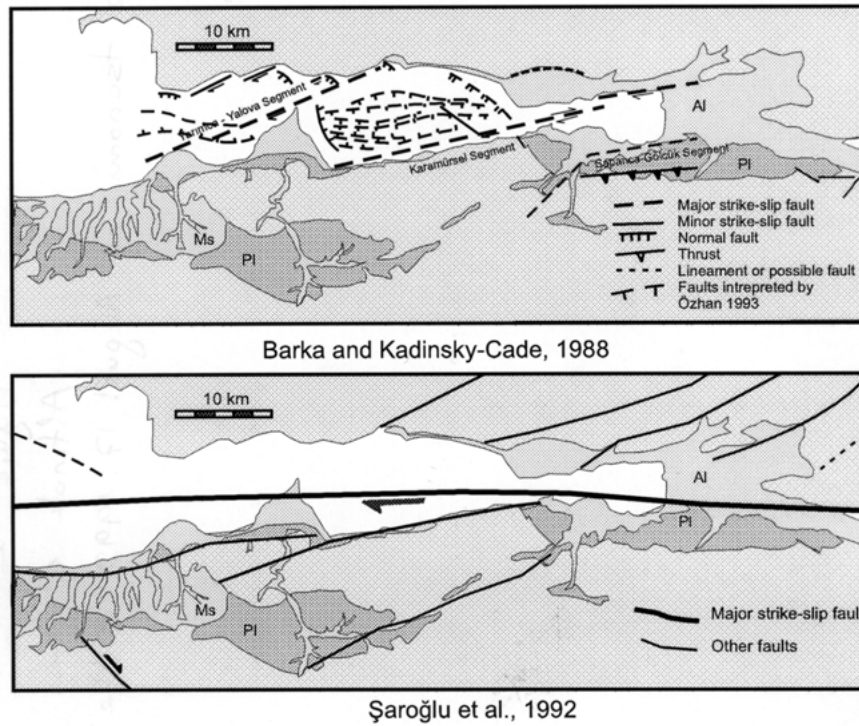 10 km
Yarımca - Yalova Segment
Karamürsel Segment
Sapanca Gölcük Segment
Al
Pl
Ms
Pl
Major strike-slip fault
Minor strike-slip fault
Normal fault
Thrust
Lineament or possible fault
Faults intrepreted by
Özhan 1993
Barka and Kadinsky-Cade, 1988
10 km
Al
Pl
Ms
Pl
Major strike-slip faul
Other faults
Şaroğlu et al., 1992